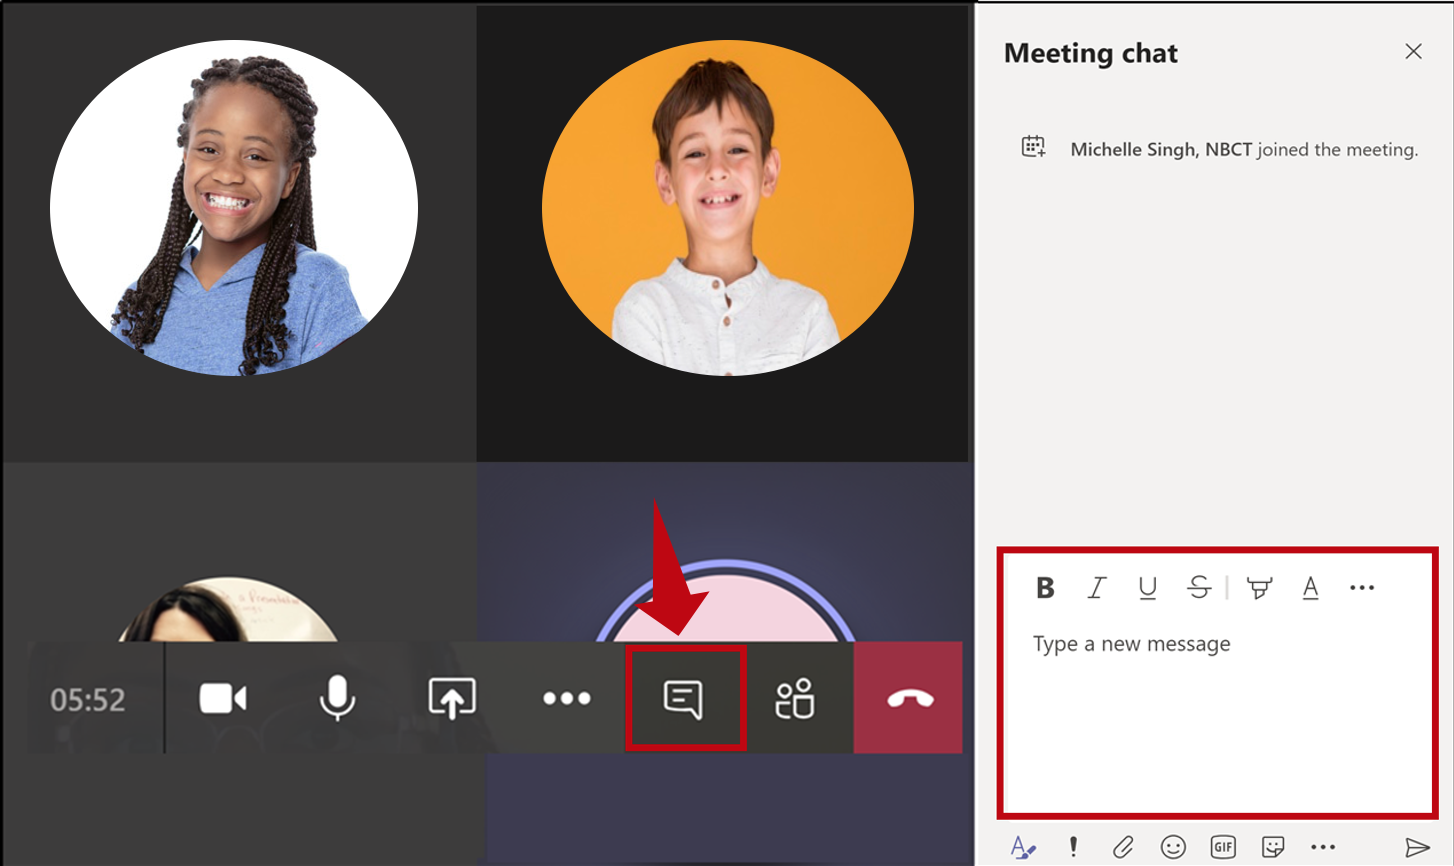 Meeting chat
Michelle Singh, NBCT joined the meeting.
B I U S A
Type a new message
05:52
GIF